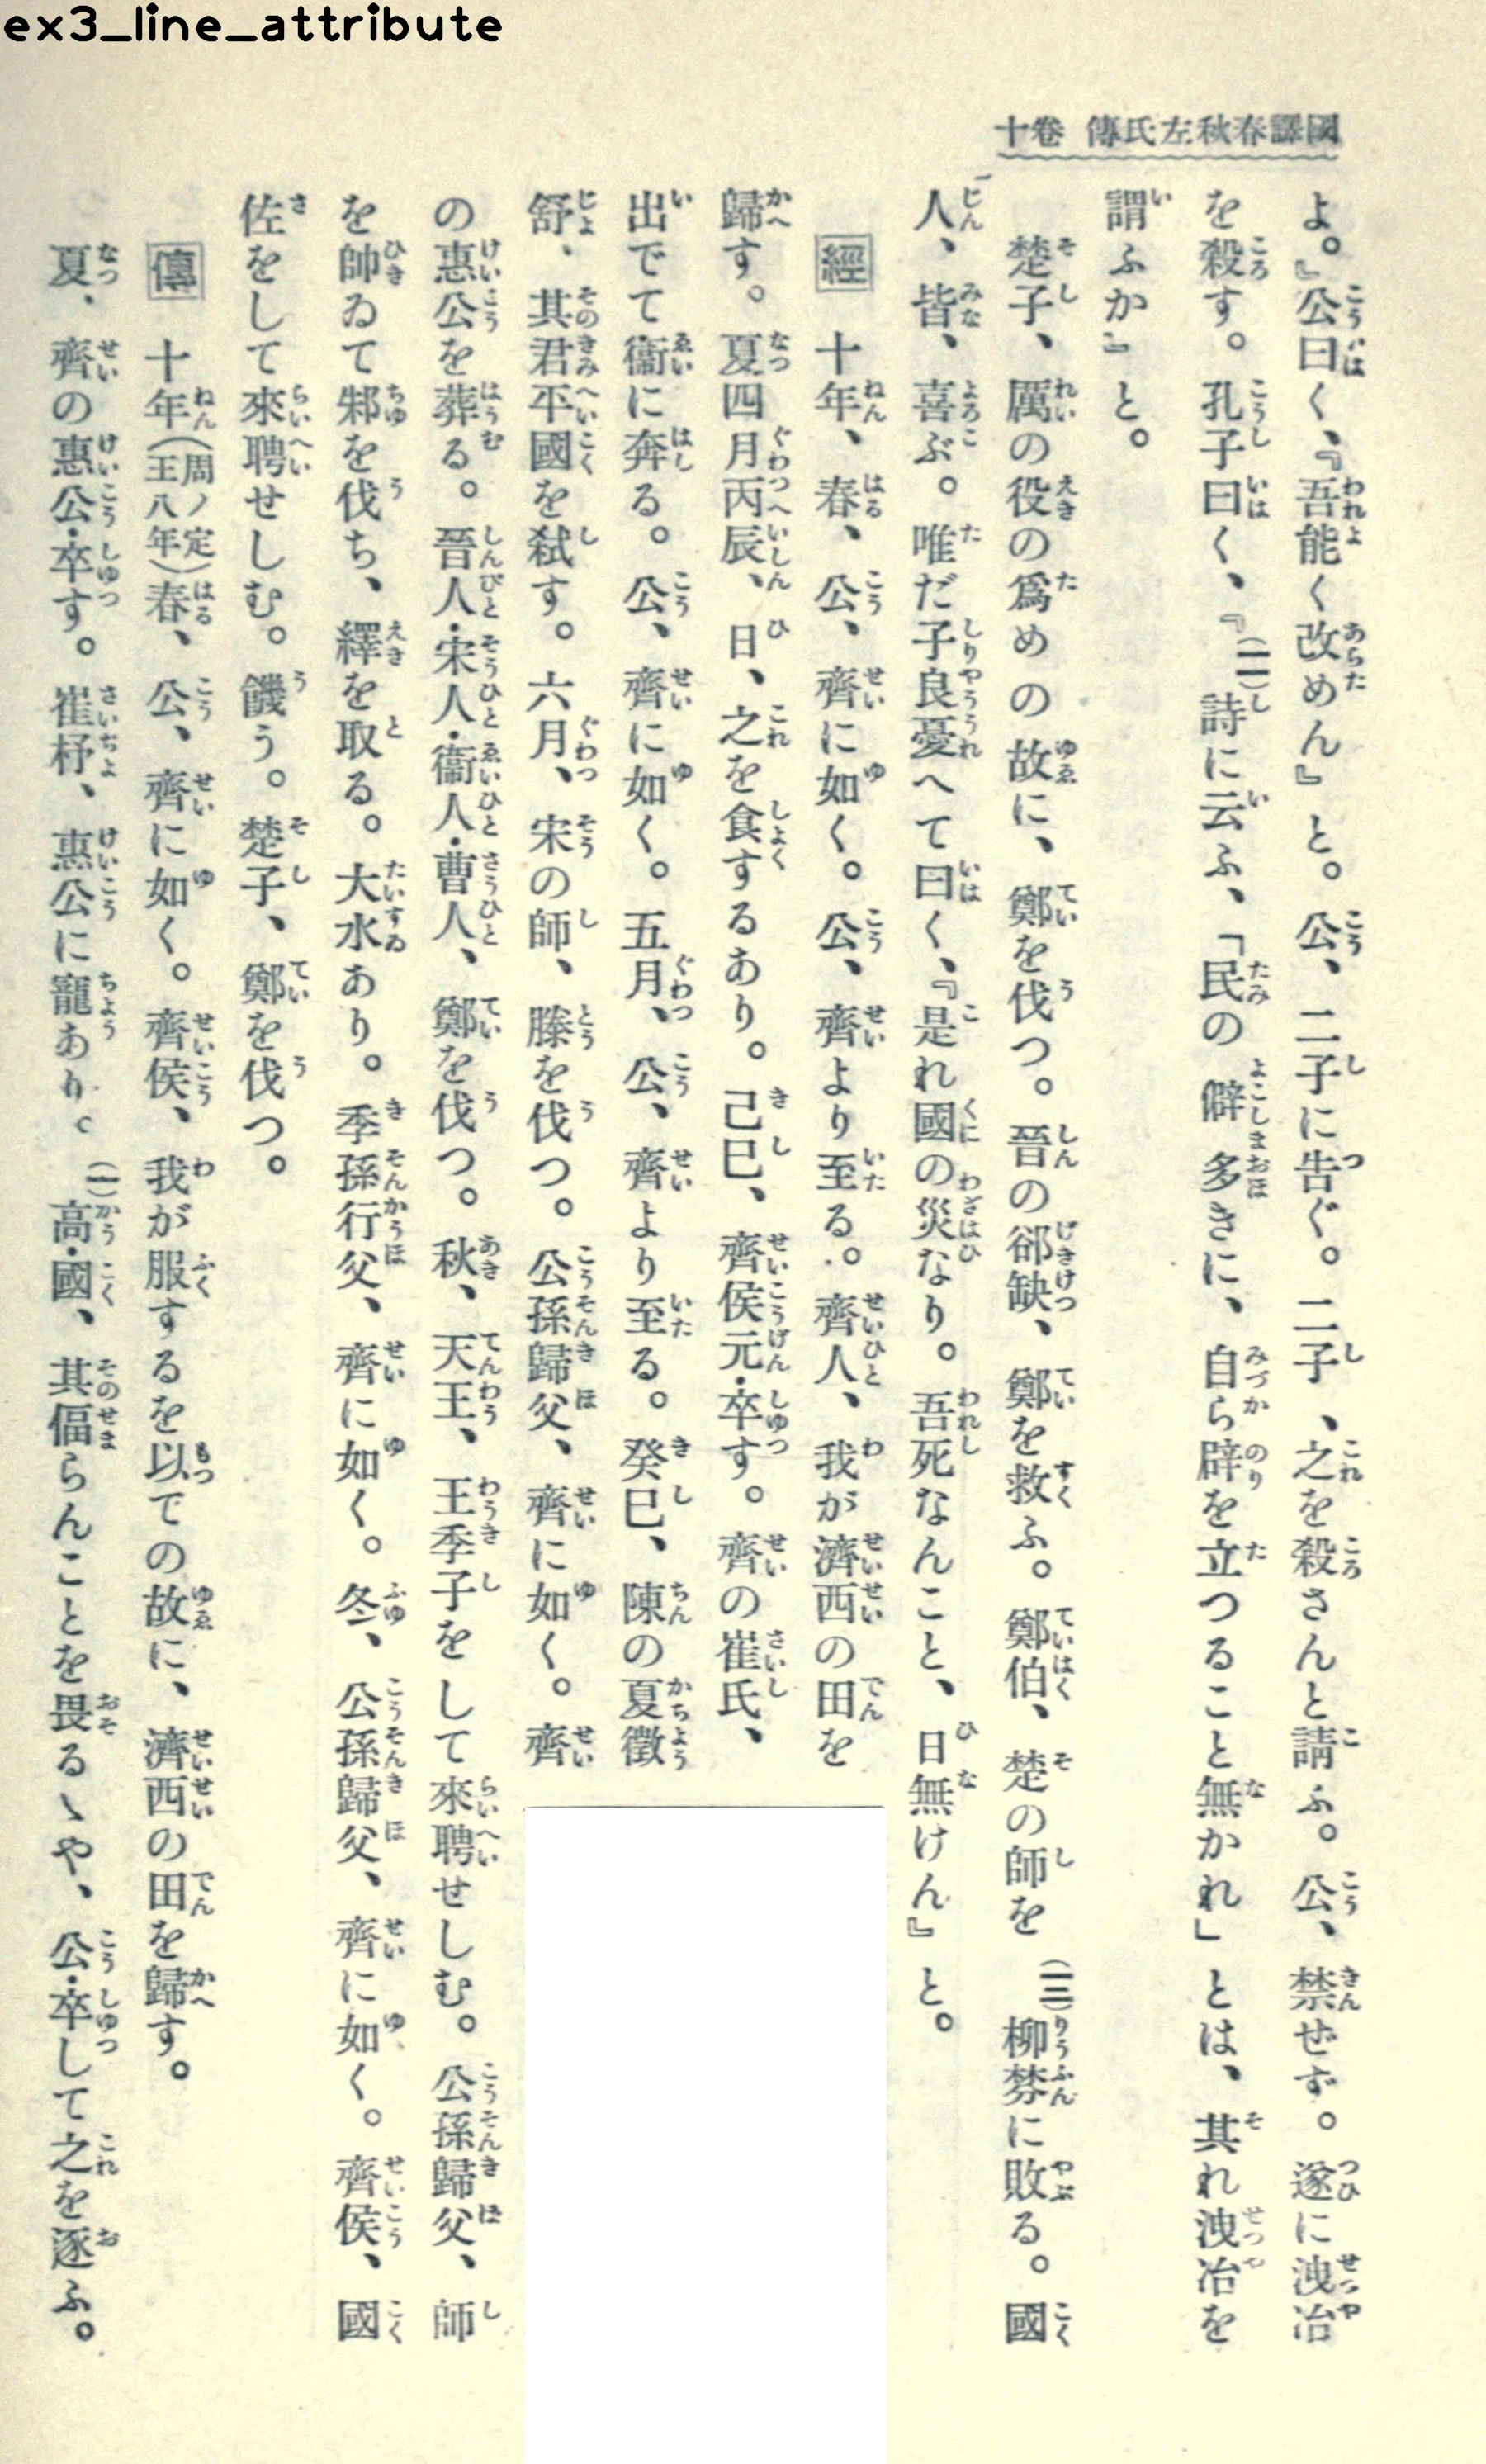 ex3_line_attribute
國譯春秋左氏傳 卷十
よ。』公曰く、『吾能く改めん』と。公、二子に告ぐ。二子、之を殺さんと請ふ。公、禁せず。遂に洩冶
を殺す。孔子曰く、『(二)詩に云ふ、「民の僻多きに、自ら辟を立つること無かれ」とは、其れ洩冶を
謂ふか』と。
楚子、厲の役の爲めの故に、鄭を伐つ。晉の郤缺、鄭を救ふ。鄭伯、楚の師を(三)柳棼に敗る。國
人、皆、喜ぶ。唯だ子良憂へて曰く、『是れ國の災なり。吾死なんこと、日無けん』と。
經 十年、春、公、齊に如く。公、齊より至る。齊人、我が濟西の田を
歸す。夏四月丙辰、日、之を食するあり。己巳、齊侯元・卒す。齊の崔氏、
出でて衞に奔る。公、齊に如く。五月、公、齊より至る。癸巳、陳の夏徵
舒、其君平國を弑す。六月、宋の師、滕を伐つ。公孫歸父、齊に如く。齊
の惠公を葬る。晉人・宋人・衞人・曹人、鄭を伐つ。秋、天王、王季子をして來聘せしむ。公孫歸父、師
を帥ゐて邾を伐ち、繹を取る。大水あり。季孫行父、齊に如く。冬、公孫歸父、齊に如く。齊侯、國
佐をして來聘せしむ。饑う。楚子、鄭を伐つ。
傳 十年(周ノ定王八年)春、公、齊に如く。齊侯、我が服するを以ての故に、濟西の田を歸す。
夏、齊の惠公・卒す。崔杼、惠公に寵あり。(一)高・國、其偪らんことを畏るゝや、公・卒して之を逐ふ。